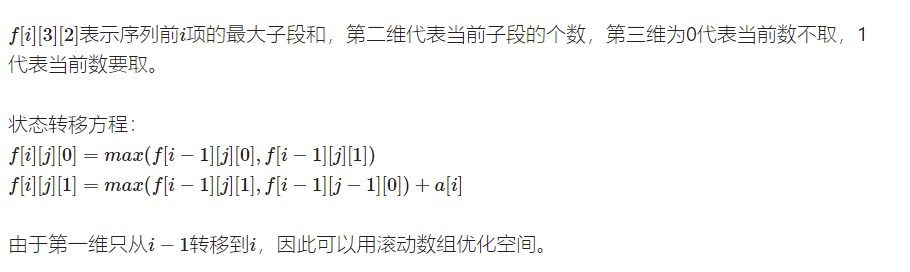 f[i][3][2]表示序列前i项的最大子段和，第二维代表当前子段的个数，第三维为0代表当前数不取，1
代表当前数要取。
状态转移方程：
f[i][j][0] = max(f[i − 1][j][0], f[i − 1][j][1])
f[i][j][1] = max(f[i − 1][j][1], f[i − 1][j − 1][0]) + a[i]
由于第一维只从i − 1转移到i，因此可以用滚动数组优化空间。